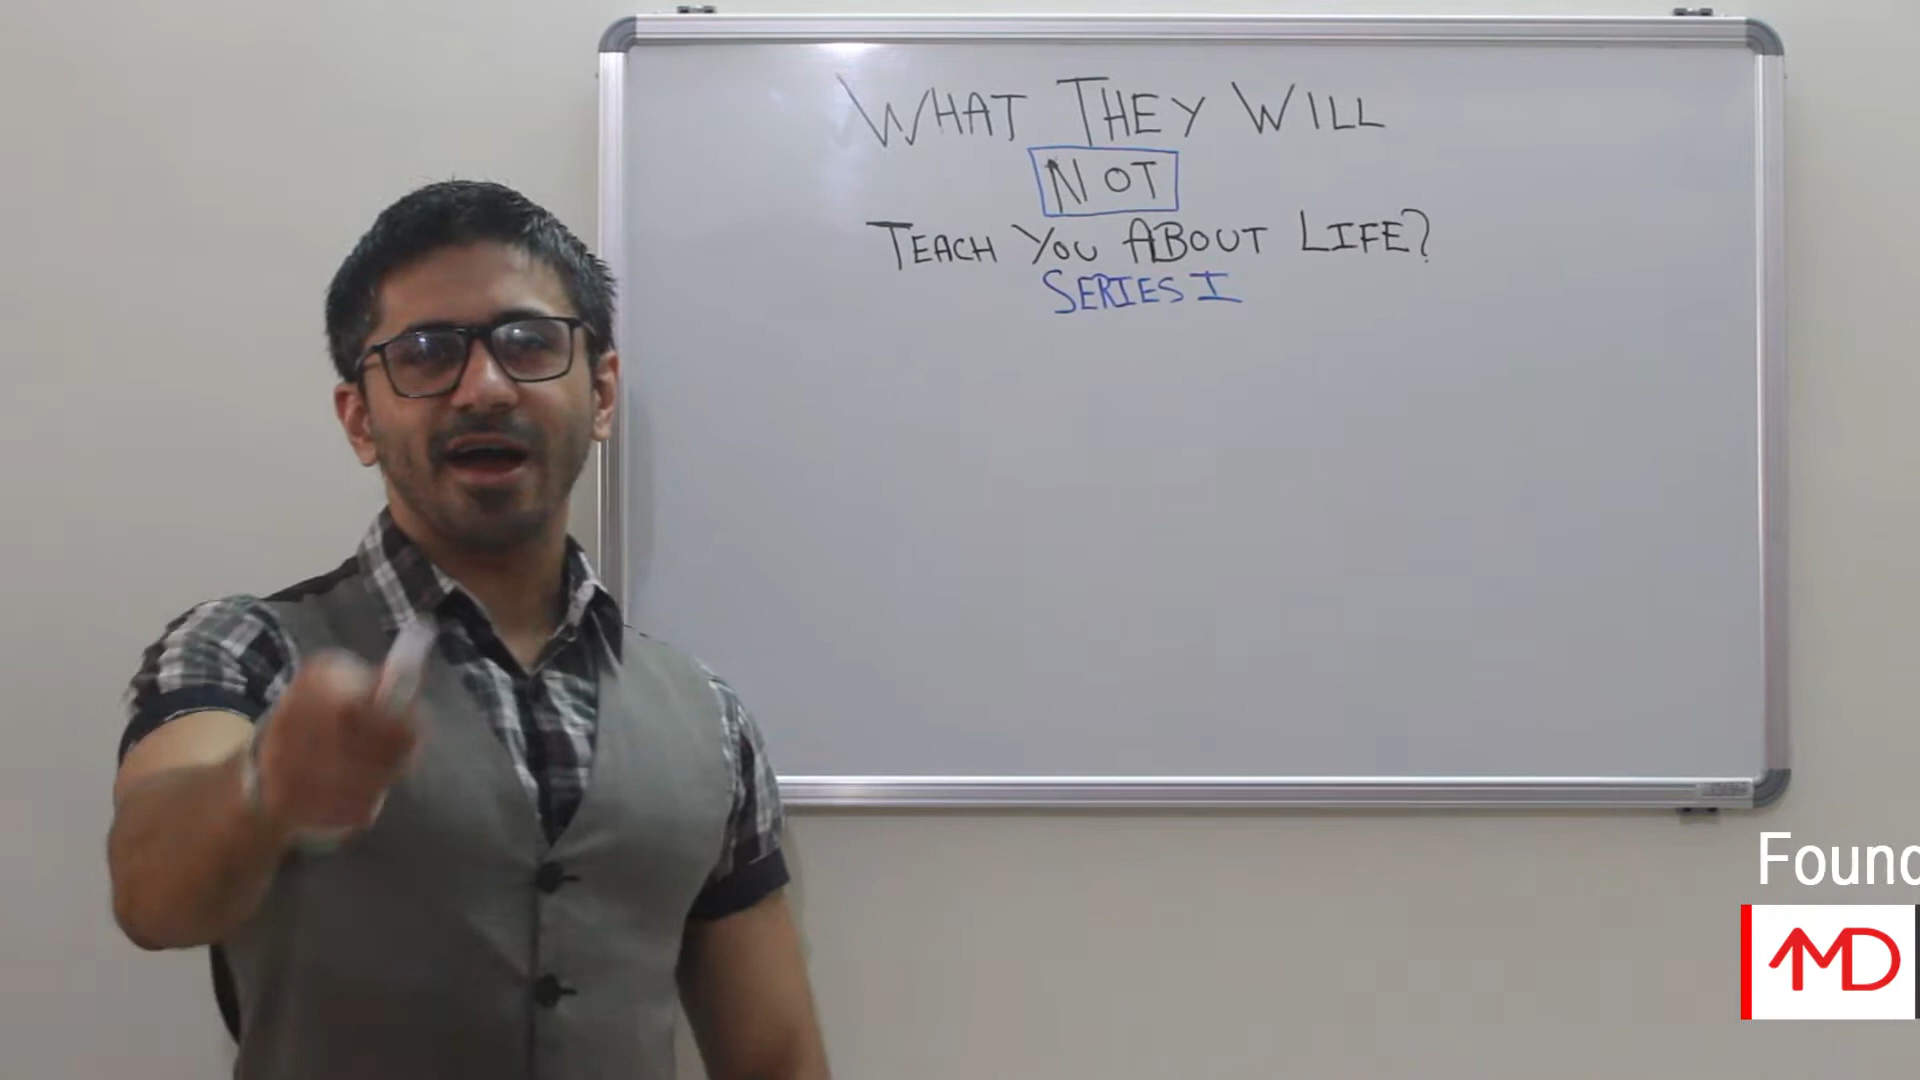 WHAT THEY WILL
NOT
TEACH YOU ABOUT LIFE?
SERIES I
Found
MD